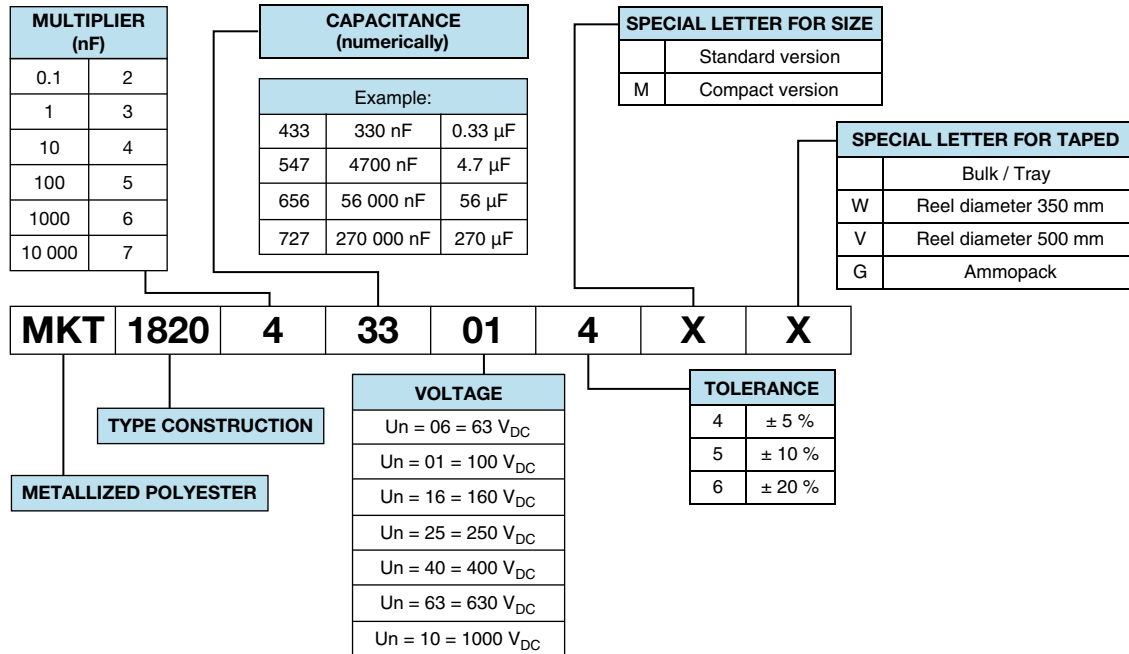 MULTIPLIER
(nF)
0.1 2
1 3
10 4
100 5
1000 6
10 000 7
CAPACITANCE
(numerically)
Example:
433 330 nF 0.33 µF
547 4700 nF 4.7 µF
656 56 000 nF 56 µF
727 270 000 nF 270 µF
SPECIAL LETTER FOR SIZE
Standard version
M Compact version
SPECIAL LETTER FOR TAPED
Bulk / Tray
W Reel diameter 350 mm
V Reel diameter 500 mm
G Ammopack
MKT 1820 4 33 01 4 X X
TYPE CONSTRUCTION
METALLIZED POLYESTER
VOLTAGE
Un = 06 = 63 VDC
Un = 01 = 100 VDC
Un = 16 = 160 VDC
Un = 25 = 250 VDC
Un = 40 = 400 VDC
Un = 63 = 630 VDC
Un = 10 = 1000 VDC
TOLERANCE
4 ± 5 %
5 ± 10 %
6 ± 20 %